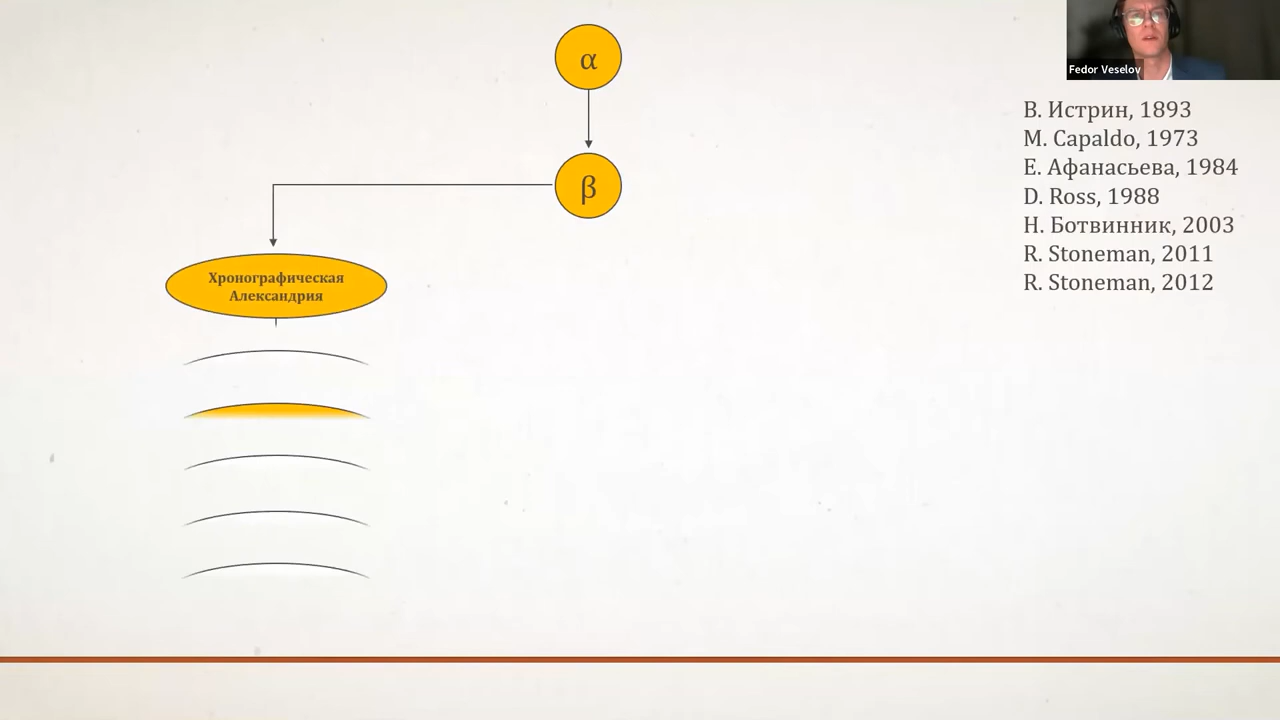 α
Fedor Veselov
В. Истрин, 1893
M. Capaldo, 1973
Е. Афанасьева, 1984
β
D. Ross, 1988
Н. Ботвинник, 2003
R. Stoneman, 2011
R. Stoneman, 2012
Хронографическая
Александрия